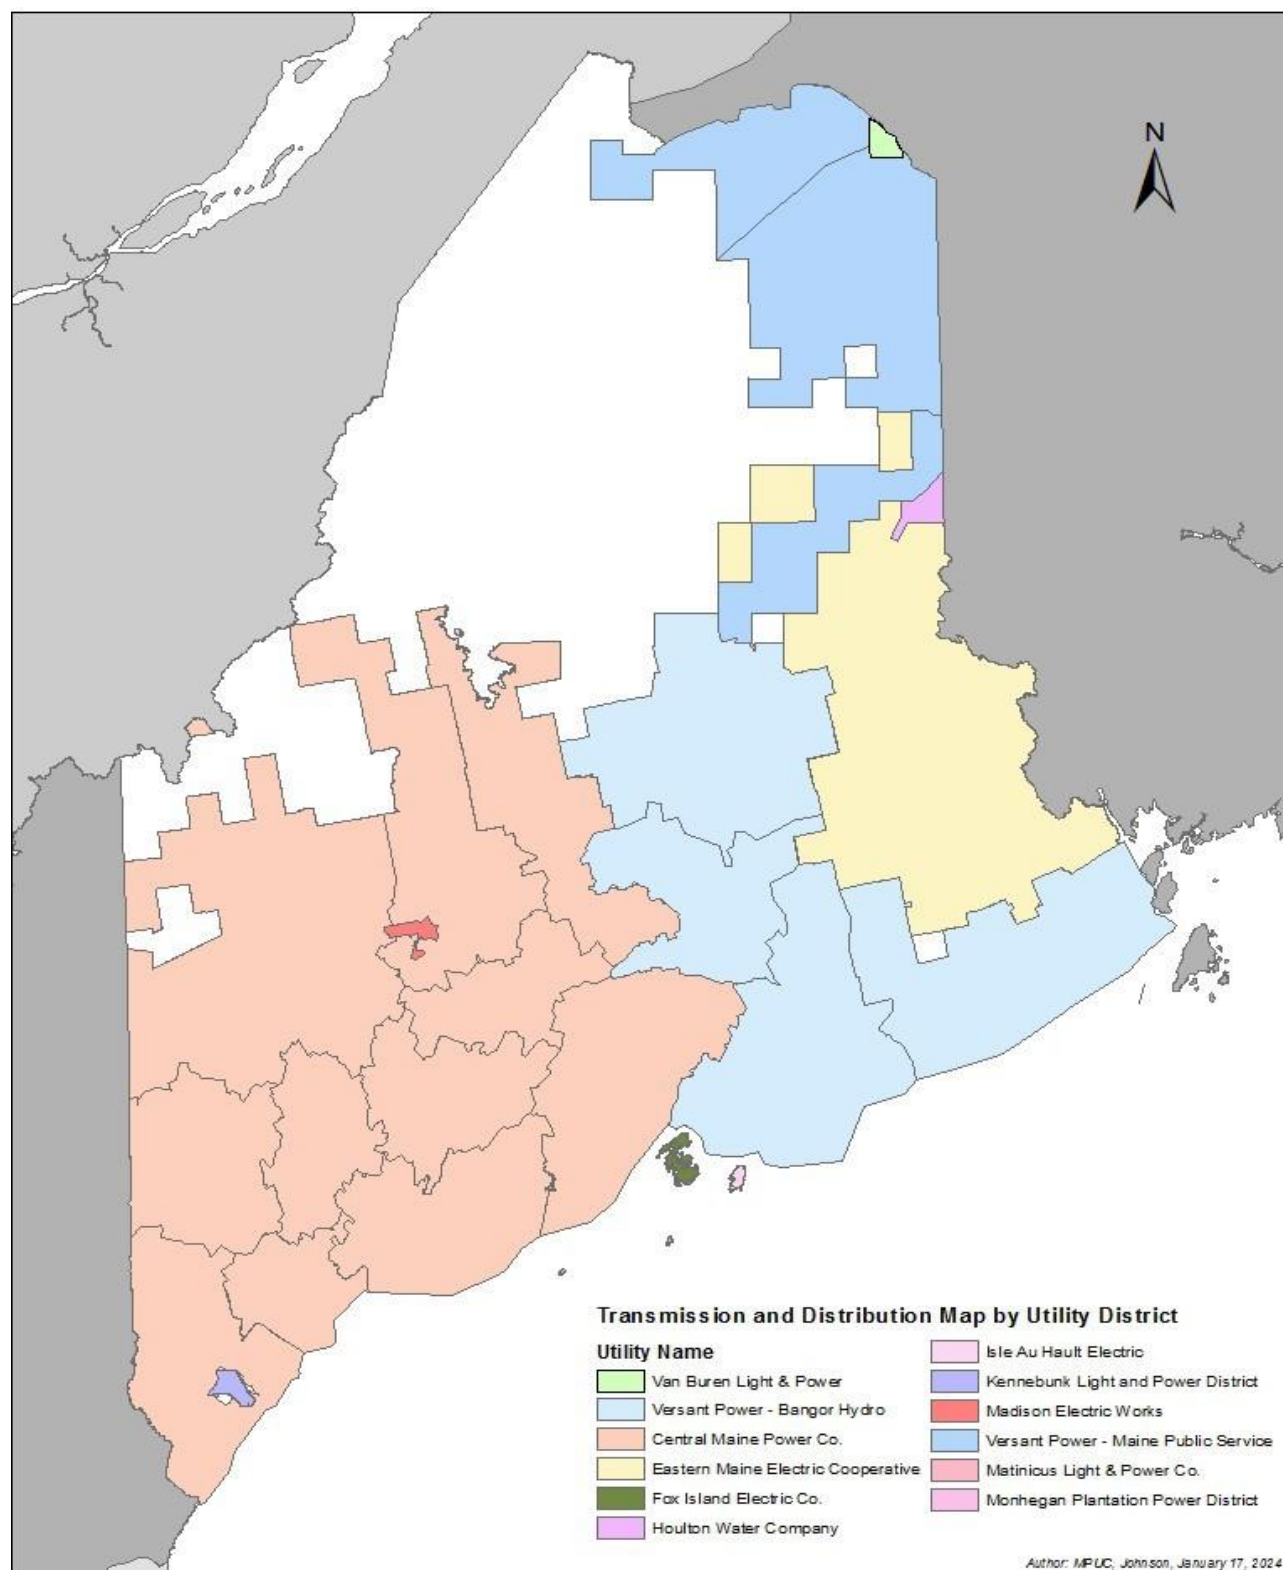 N
Transmission and Distribution Map by Utility District
Utility Name
Van Buren Light & Power
Versant Power - Bangor Hydro
Central Maine Power Co.
Eastern Maine Electric Cooperative
Fox Island Electric Co.
Houlton Water Company
Isle Au Hault Electric
Kennebunk Light and Power District
Madison Electric Works
Versant Power - Maine Public Service
Matinicus Light & Power Co.
Monhegan Plantation Power District
Author: MPUC, Johnson, January 17, 2024